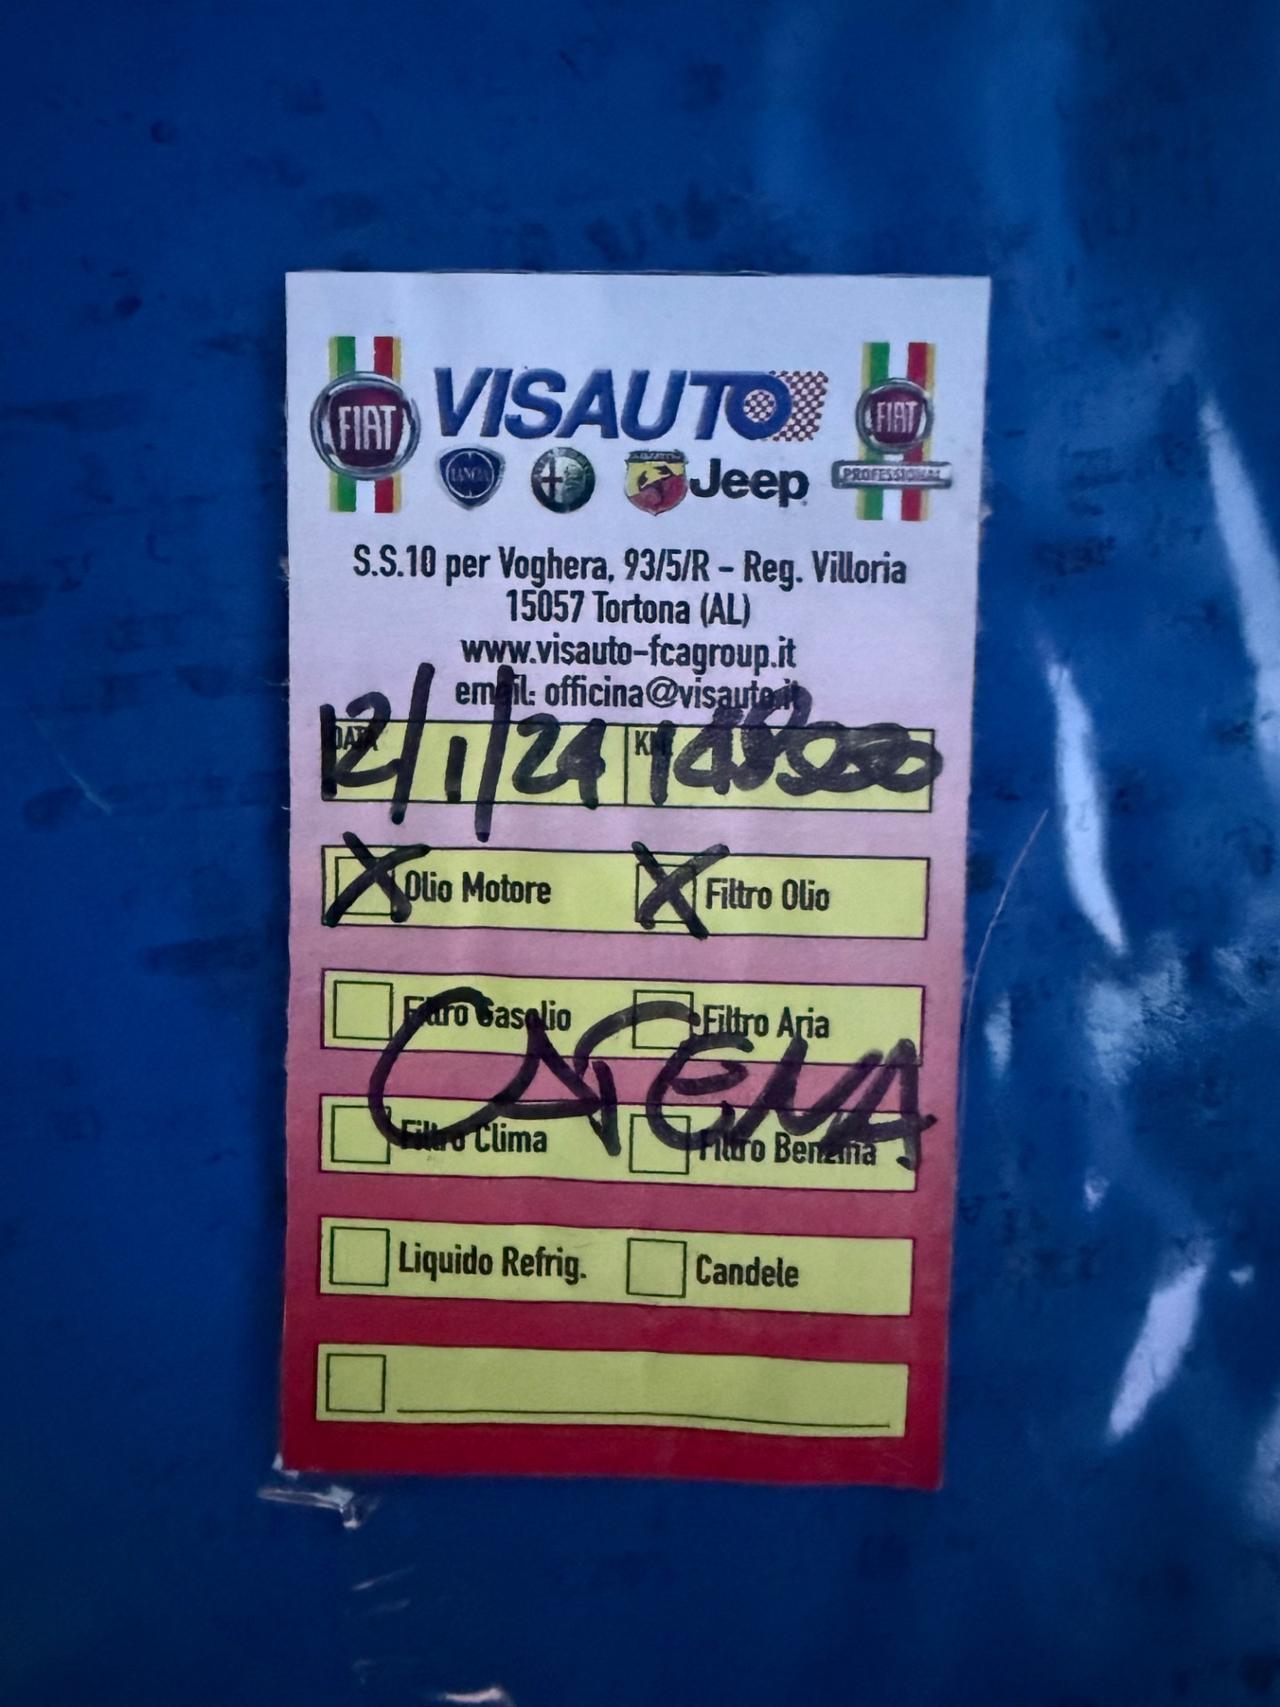 FIAT
VISAUTO
FIAT
LANCIA
Jeep
PROFESSIONAL
S.S.10 per Voghera, 93/5/R - Reg. Villoria
15057 Tortona (AL)
www.visauto-fcagroup.it
email: officina@visauto.it
DATA 12/1/24 KM
X Olio Motore X Filtro Olio
Filtro Gasolio Filtro Aria
CATENA
Filtro Clima Filtro Benzina
Liquido Refrig. Candele